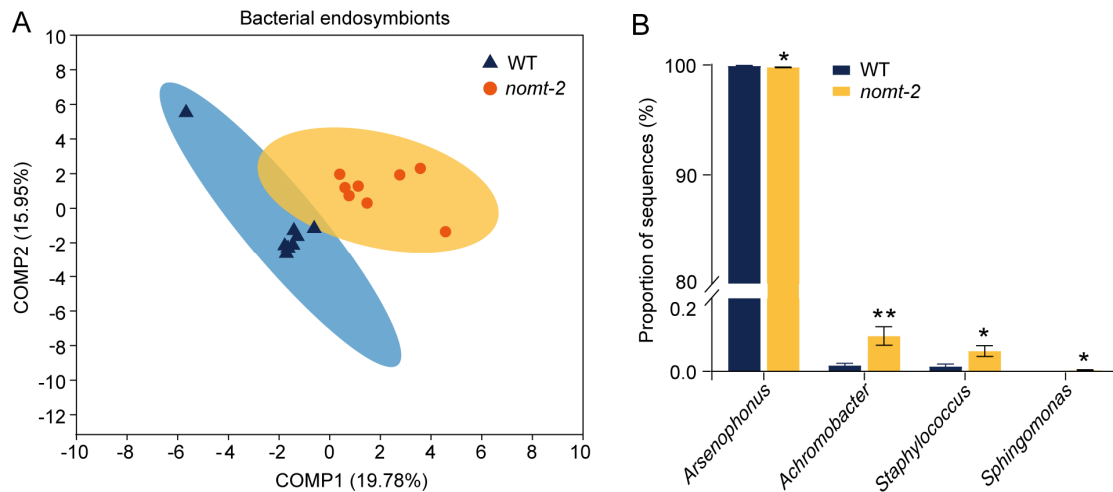 A
Bacterial endosymbionts
10
8
6
4
2
0
-2
-4
-6
-8
-10
-12
COMP2 (15.95%)
WT
nomt-2
-10
-8
-6
-4
-2
0
2
4
6
8
10
COMP1 (19.78%)
B
Proportion of sequences (%)
100
90
80
0.2
0.0
WT
nomt-2
*
**
*
*
Arsenophonus
Achromobacter
Staphylococcus
Sphingomonas